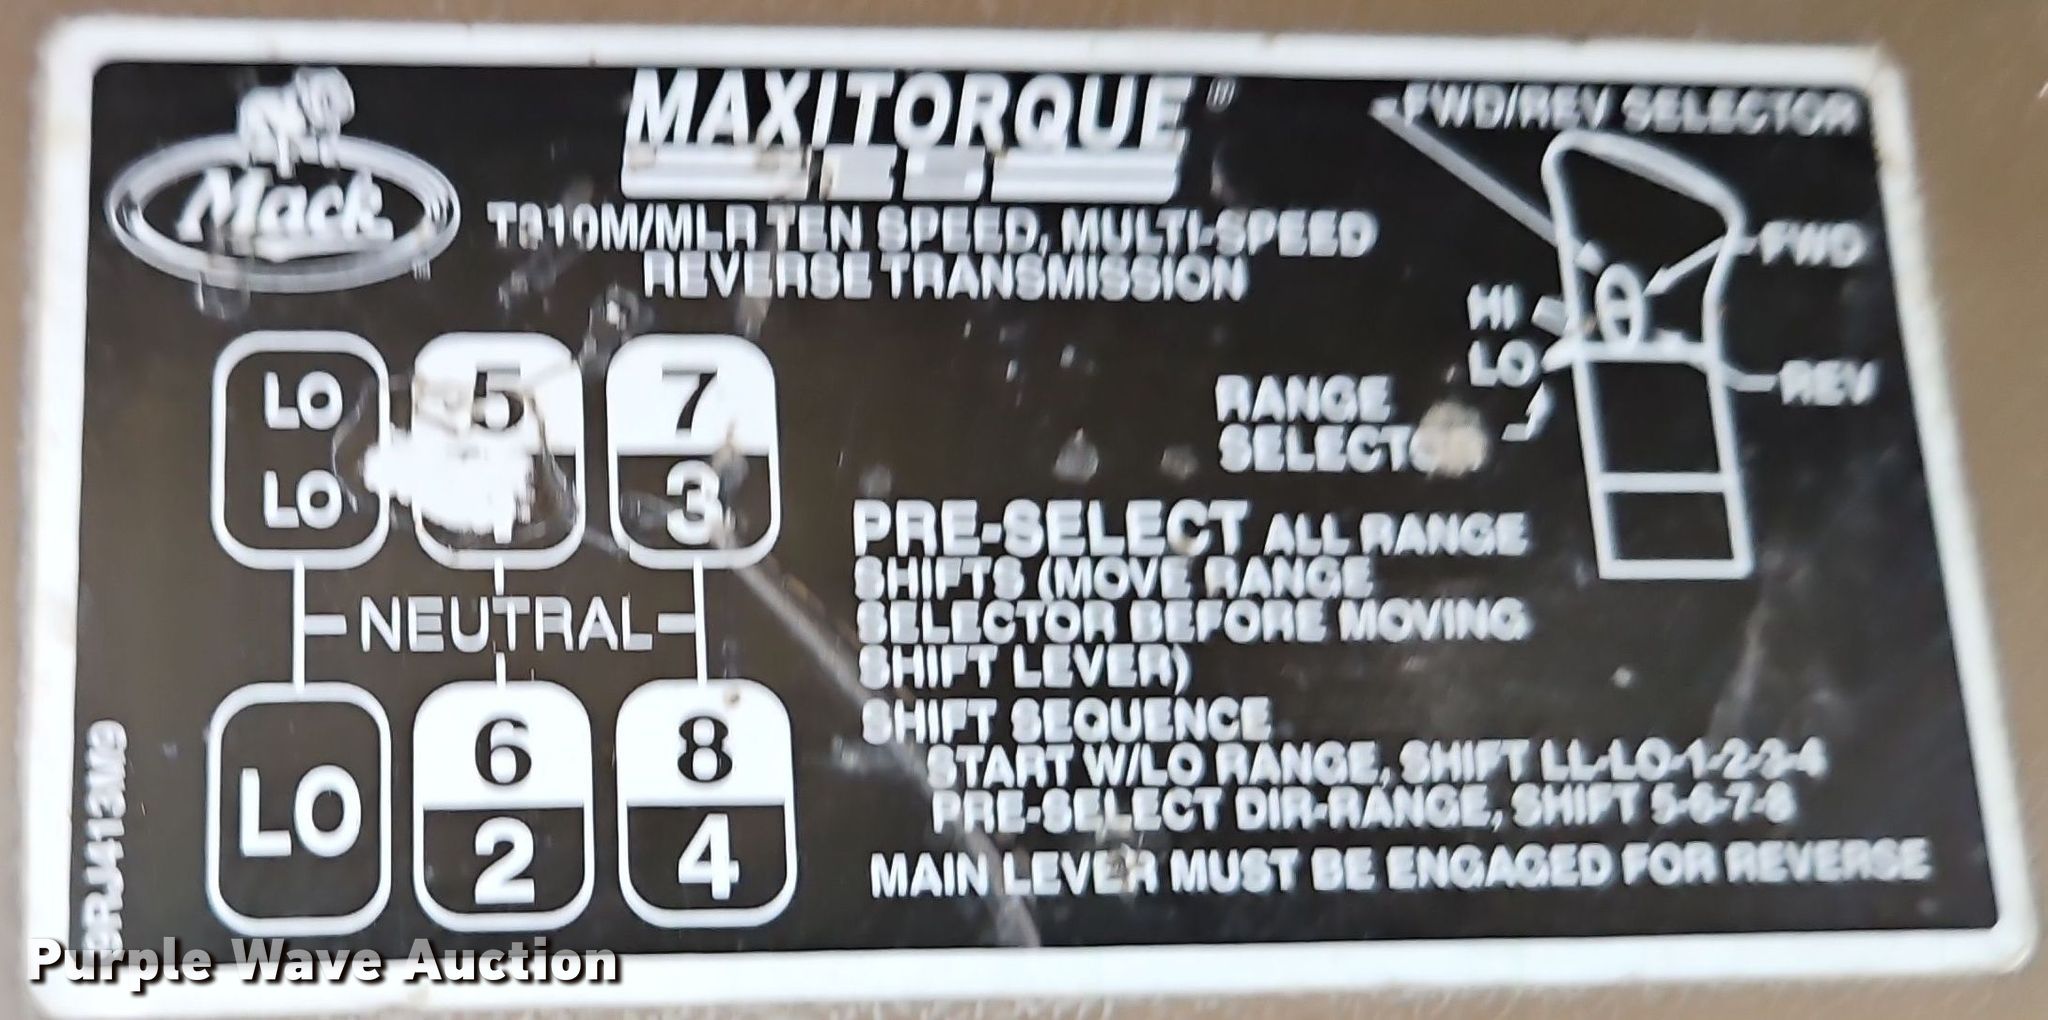 Mack
MAXITORQUE
T310M/MLR TEN SPEED, MULTI-SPEED
REVERSE TRANSMISSION
FWD/REV SELECTOR
FWD
HI
LO
REV
RANGE
SELECTOR
LO 5 7
LO 1 3
NEUTRAL
6 8
LO
2 4
PRE-SELECT ALL RANGE
SHIFTS (MOVE RANGE
SELECTOR BEFORE MOVING
SHIFT LEVER)
SHIFT SEQUENCE
START W/LO RANGE, SHIFT LL-LO-1-2-3-4
PRE-SELECT DIR-RANGE, SHIFT 5-6-7-8
MAIN LEVER MUST BE ENGAGED FOR REVERSE
Purple Wave Auction